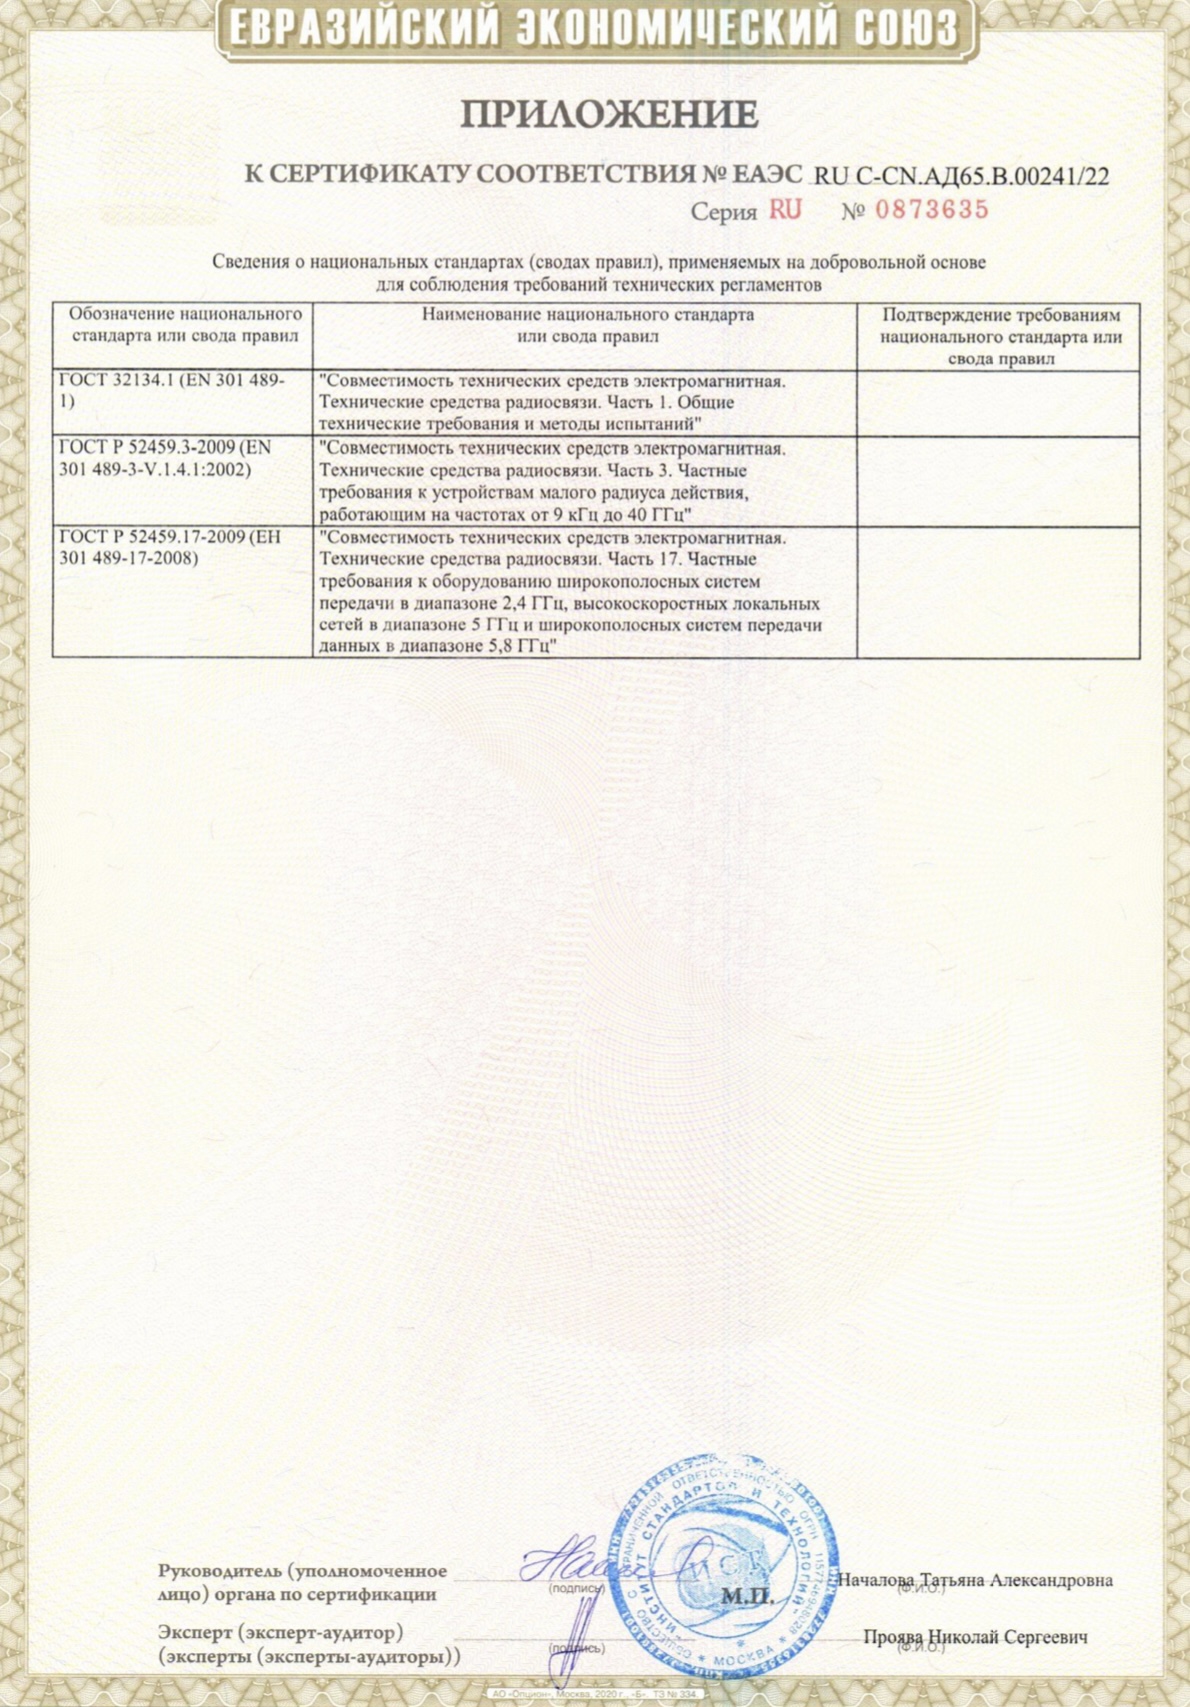 ЕВРАЗИЙСКИЙ ЭКОНОМИЧЕСКИЙ СОЮЗ
ПРИЛОЖЕНИЕ
К СЕРТИФИКАТУ СООТВЕТСТВИЯ № ЕАЭС RU С-CN.АД65.В.00241/22
Серия RU № 0873635
Сведения о национальных стандартах (сводах правил), применяемых на добровольной основе
для соблюдения требований технических регламентов
Обозначение национального
стандарта или свода правил
Наименование национального стандарта
или свода правил
Подтверждение требованиям
национального стандарта или
свода правил
ГОСТ 32134.1 (EN 301 489-
1)
"Совместимость технических средств электромагнитная.
Технические средства радиосвязи. Часть 1. Общие
технические требования и методы испытаний"
ГОСТ Р 52459.3-2009 (EN
301 489-3-V.1.4.1:2002)
"Совместимость технических средств электромагнитная.
Технические средства радиосвязи. Часть 3. Частные
требования к устройствам малого радиуса действия,
работающим на частотах от 9 кГц до 40 ГГц"
ГОСТ Р 52459.17-2009 (ЕН
301 489-17-2008)
"Совместимость технических средств электромагнитная.
Технические средства радиосвязи. Часть 17. Частные
требования к оборудованию широкополосных систем
передачи в диапазоне 2,4 ГГц, высокоскоростных локальных
сетей в диапазоне 5 ГГц и широкополосных систем передачи
данных в диапазоне 5,8 ГГц"
Руководитель (уполномоченное
лицо) органа по сертификации
(подпись)
М.П.
Началова Татьяна Александровна
(Ф.И.О.)
Эксперт (эксперт-аудитор)
(эксперты (эксперты-аудиторы))
(подпись)
Проява Николай Сергеевич
(Ф.И.О.)
ОТВЕТСТВЕННОСТЬЮ
ИНСТИТУТ СТАНДАРТОВ И ТЕХНОЛОГИЙ"
* МОСКВА *
АО «Опцион», Москва, 2020 г., «Б». ТЗ № 334.